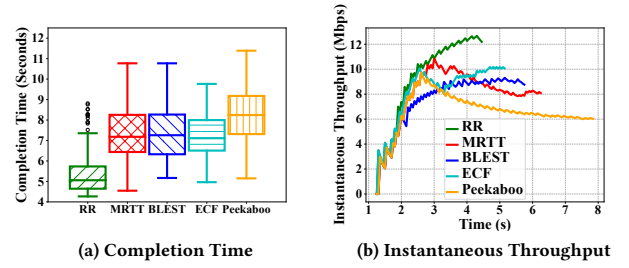 Completion Time (Seconds)
12
11
10
9
8
7
6
5
4
RR MRTT BLEST ECF Peekaboo
(a) Completion Time
Instantaneous Throughput (Mbps)
12
10
8
6
4
2
0
RR
MRTT
BLEST
ECF
Peekaboo
1 2 3 4 5 6 7 8
Time (s)
(b) Instantaneous Throughput